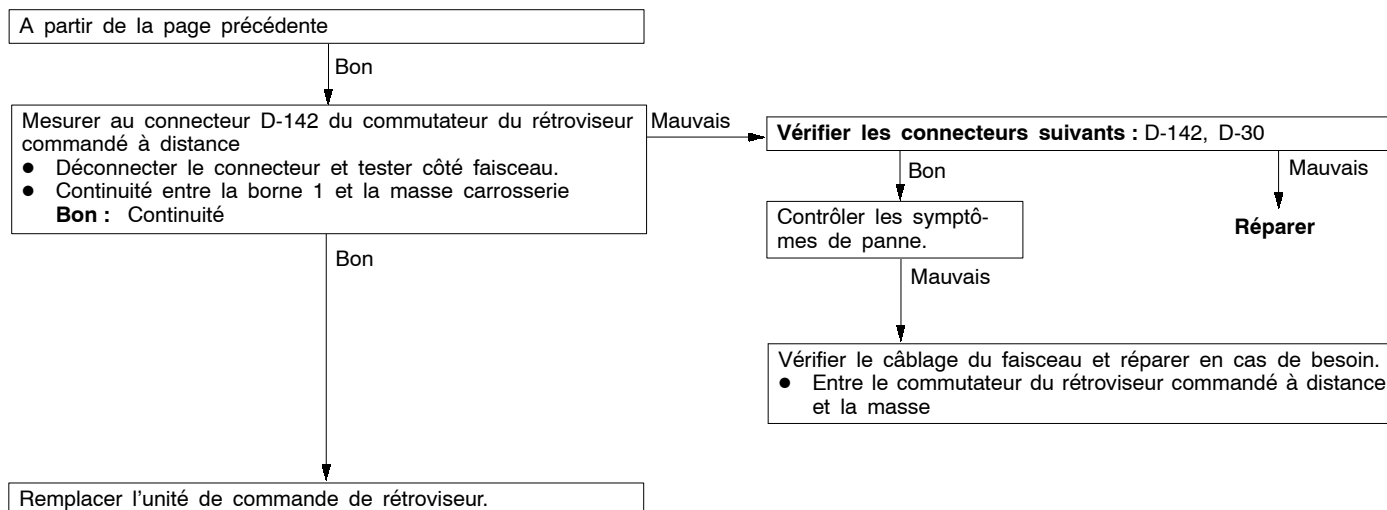 A partir de la page précédente
Bon
Mesurer au connecteur D-142 du commutateur du rétroviseur
commandé à distance
● Déconnecter le connecteur et tester côté faisceau.
● Continuité entre la borne 1 et la masse carrosserie
Bon : Continuité
Mauvais
Vérifier les connecteurs suivants : D-142, D-30
Bon
Mauvais
Contrôler les symptô-
mes de panne.
Réparer
Bon
Mauvais
Vérifier le câblage du faisceau et réparer en cas de besoin.
● Entre le commutateur du rétroviseur commandé à distance
et la masse
Remplacer l'unité de commande de rétroviseur.